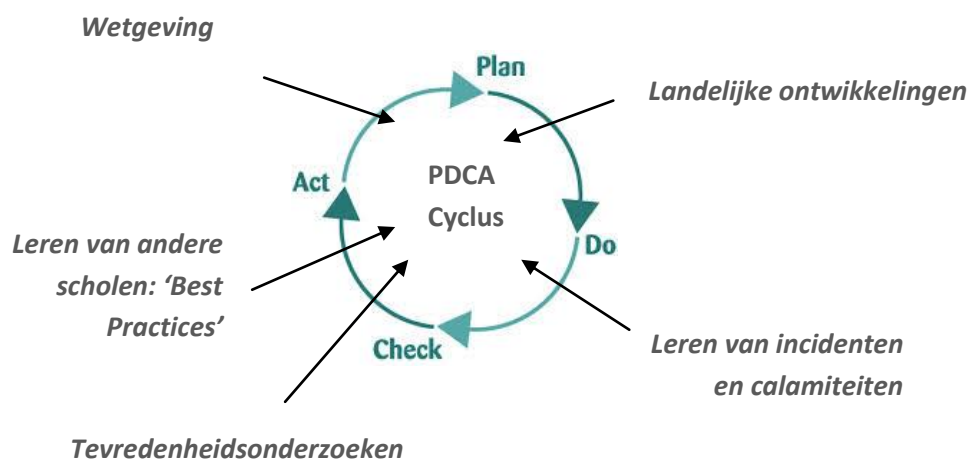 Wetgeving
Plan
Landelijke ontwikkelingen
PDCA
Cyclus
Act
Do
Leren van andere
scholen: ‘Best
Practices’
Check
Leren van incidenten
en calamiteiten
Tevredenheidsonderzoeken